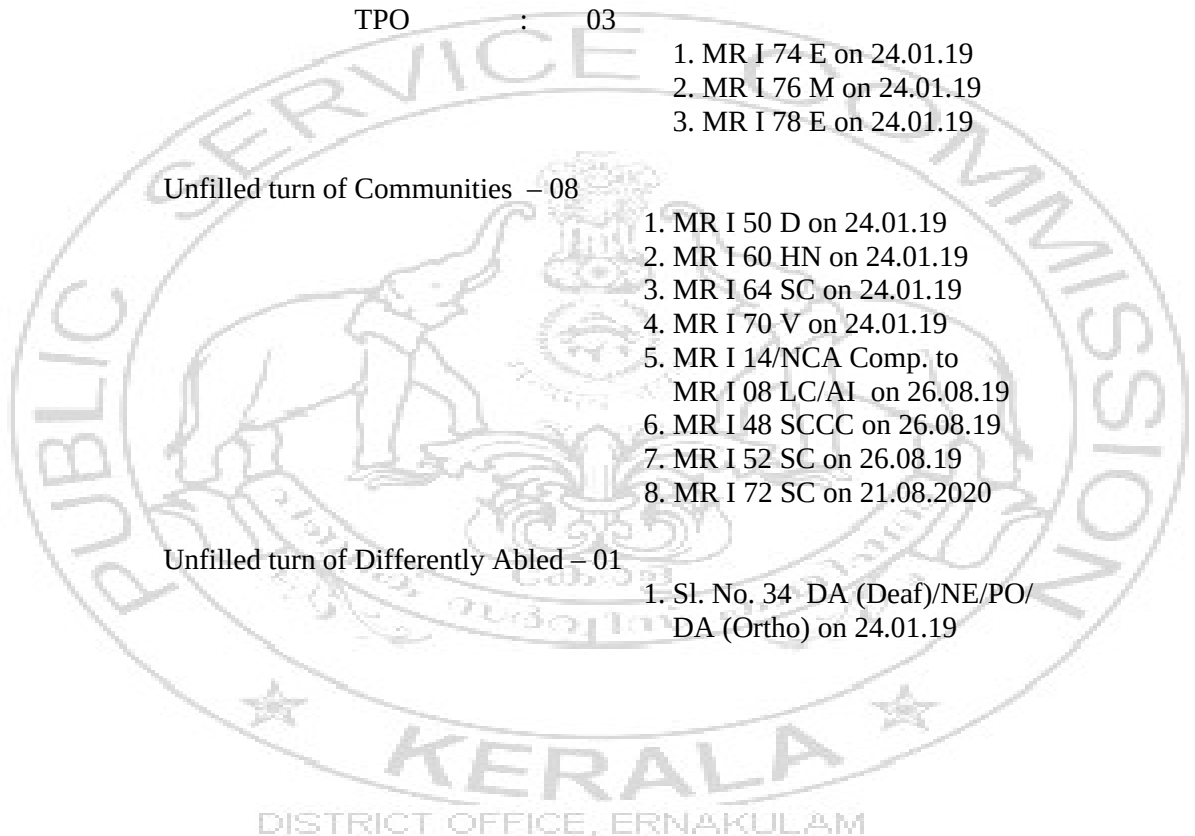 TPO : 03
1. MR I 74 E on 24.01.19
2. MR I 76 M on 24.01.19
3. MR I 78 E on 24.01.19
Unfilled turn of Communities – 08
1. MR I 50 D on 24.01.19
2. MR I 60 HN on 24.01.19
3. MR I 64 SC on 24.01.19
4. MR I 70 V on 24.01.19
5. MR I 14/NCA Comp. to
MR I 08 LC/AI on 26.08.19
6. MR I 48 SCCC on 26.08.19
7. MR I 52 SC on 26.08.19
8. MR I 72 SC on 21.08.2020
Unfilled turn of Differently Abled – 01
1. Sl. No. 34 DA (Deaf)/NE/PO/
DA (Ortho) on 24.01.19
PUBLIC SERVICE COMMISSION
KERALA
DISTRICT OFFICE, ERNAKULAM